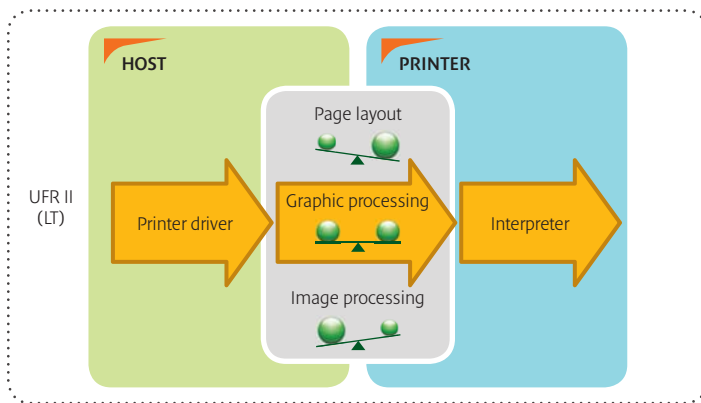 HOST
PRINTER
Page layout
UFR II
(LT)
Printer driver
Graphic processing
Interpreter
Image processing